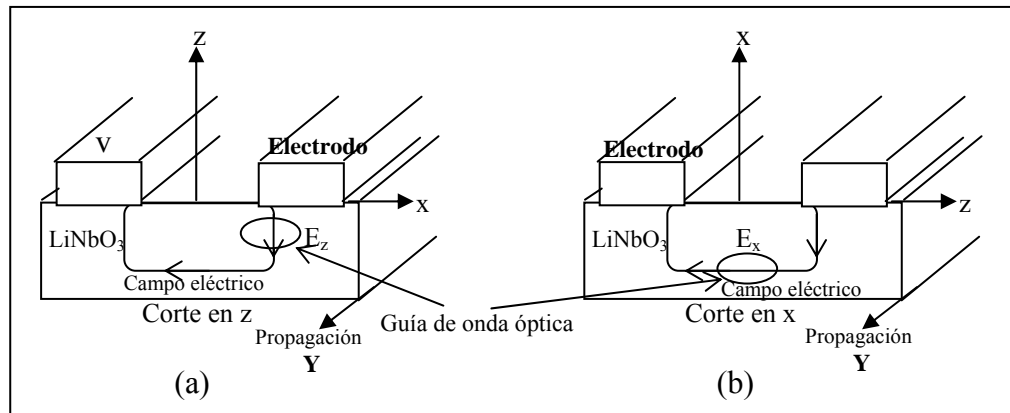 z
V
Electrodo
x
LiNbO3
Ez
Campo eléctrico
Corte en z
Propagación
Y
(a)
Guía de onda óptica
x
Electrodo
z
LiNbO3
Ex
Campo eléctrico
Corte en x
Propagación
Y
(b)